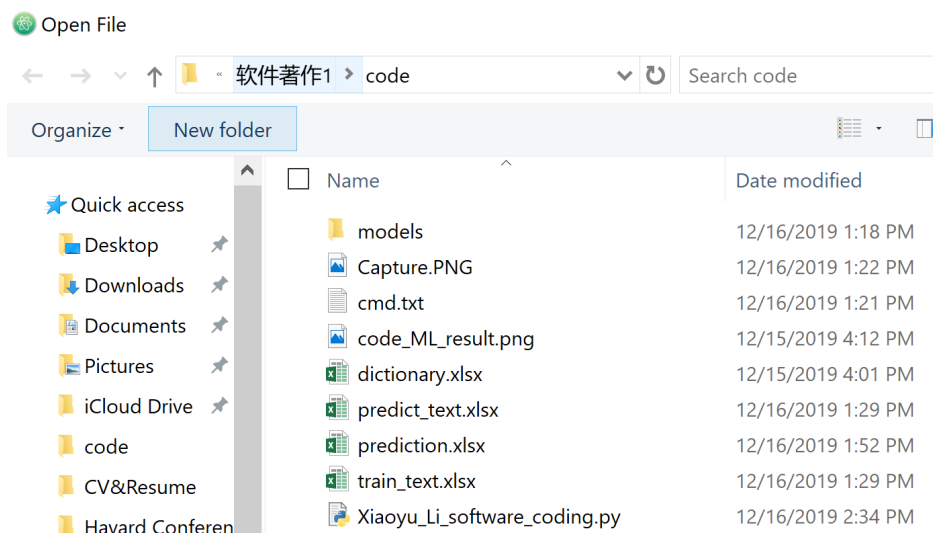 Open File
« 软件著作1 > code
Search code
Organize
New folder
Name
Date modified
Quick access
Desktop
Downloads
Documents
Pictures
iCloud Drive
code
CV&Resume
Havard Conferen
models 12/16/2019 1:18 PM
Capture.PNG 12/16/2019 1:22 PM
cmd.txt 12/16/2019 1:21 PM
code_ML_result.png 12/15/2019 4:12 PM
dictionary.xlsx 12/15/2019 4:01 PM
predict_text.xlsx 12/16/2019 1:29 PM
prediction.xlsx 12/16/2019 1:52 PM
train_text.xlsx 12/16/2019 1:29 PM
Xiaoyu_Li_software_coding.py 12/16/2019 2:34 PM